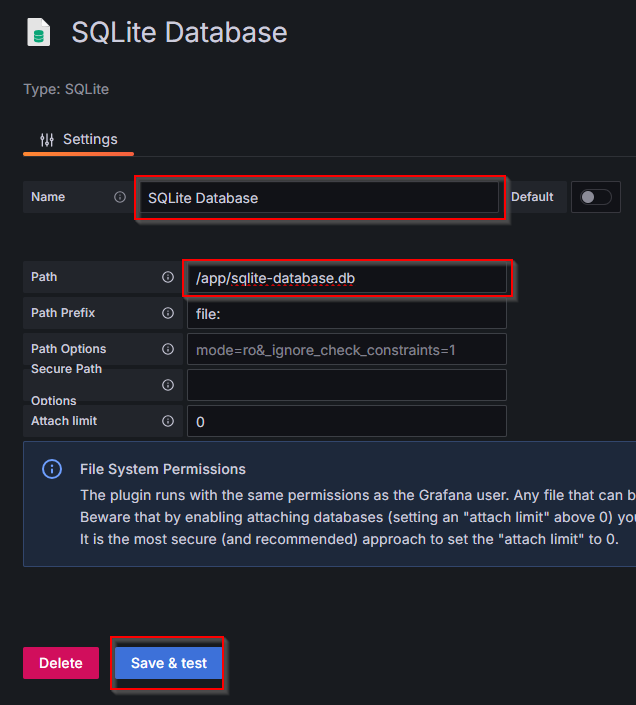 SQLite Database
Type: SQLite
Settings
Name SQLite Database Default
Path /app/sqlite-database.db
Path Prefix file:
Path Options mode=ro&_ignore_check_constraints=1
Secure Path
Options
Attach limit 0
File System Permissions
The plugin runs with the same permissions as the Grafana user. Any file that can b
Beware that by enabling attaching databases (setting an "attach limit" above 0) you
It is the most secure (and recommended) approach to set the "attach limit" to 0.
Delete Save & test